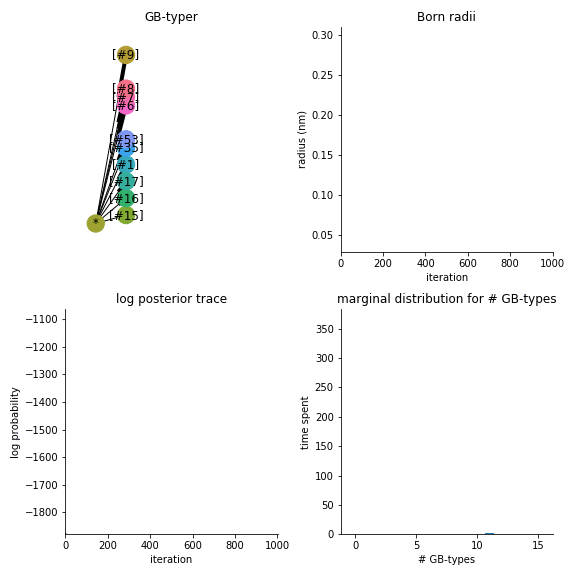 GB-typer
[#9]
[#8]
[#7]
[#6]
[#53]
[#35]
[#1]
[#17]
[#16]
[#15]
*
Born radii
0.30
0.25
0.20
0.15
0.10
0.05
radius (nm)
0 200 400 600 800 1000
iteration
log posterior trace
−1100
−1200
−1300
−1400
−1500
−1600
−1700
−1800
log probability
0 200 400 600 800 1000
iteration
marginal distribution for # GB-types
350
300
250
200
150
100
50
0
time spent
0 5 10 15
# GB-types